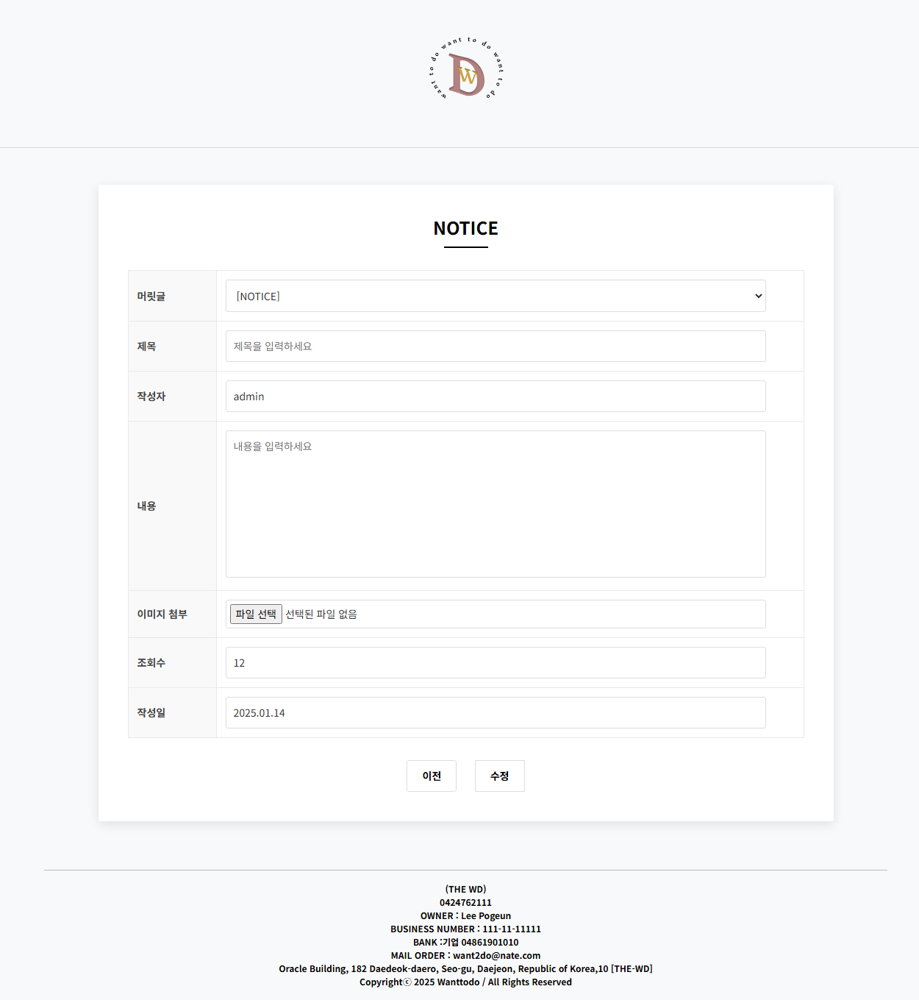 want to do want to do want to do
D
W
NOTICE
머릿글
[NOTICE]
제목
제목을 입력하세요
작성자
admin
내용
내용을 입력하세요
이미지 첨부
파일 선택 선택된 파일 없음
조회수
12
작성일
2025.01.14
이전
수정
(THE WD)
0424762111
OWNER : Lee Pogeun
BUSINESS NUMBER : 111-11-11111
BANK :기업 04861901010
MAIL ORDER : want2do@nate.com
Oracle Building, 182 Daedeok-daero, Seo-gu, Daejeon, Republic of Korea,10 [THE-WD]
Copyrightⓒ 2025 Wanttodo / All Rights Reserved